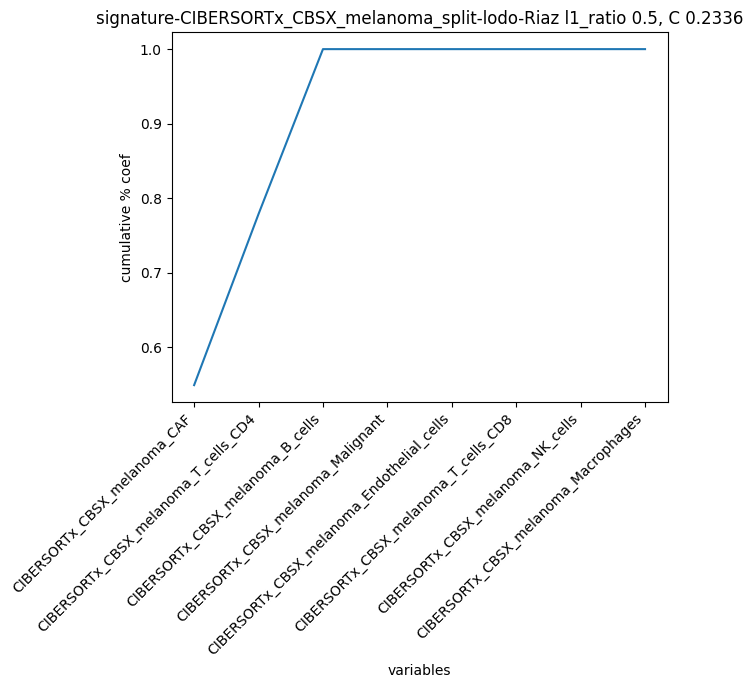 signature-CIBERSORTx_CBSX_melanoma_split-lodo-Riaz l1_ratio 0.5, C 0.2336
1.0
0.9
0.8
0.7
0.6
cumulative % coef
CIBERSORTx_CBSX_melanoma_CAF
CIBERSORTx_CBSX_melanoma_T_cells_CD4
CIBERSORTx_CBSX_melanoma_B_cells
CIBERSORTx_CBSX_melanoma_Malignant
CIBERSORTx_CBSX_melanoma_Endothelial_cells
CIBERSORTx_CBSX_melanoma_T_cells_CD8
CIBERSORTx_CBSX_melanoma_NK_cells
CIBERSORTx_CBSX_melanoma_Macrophages
variables